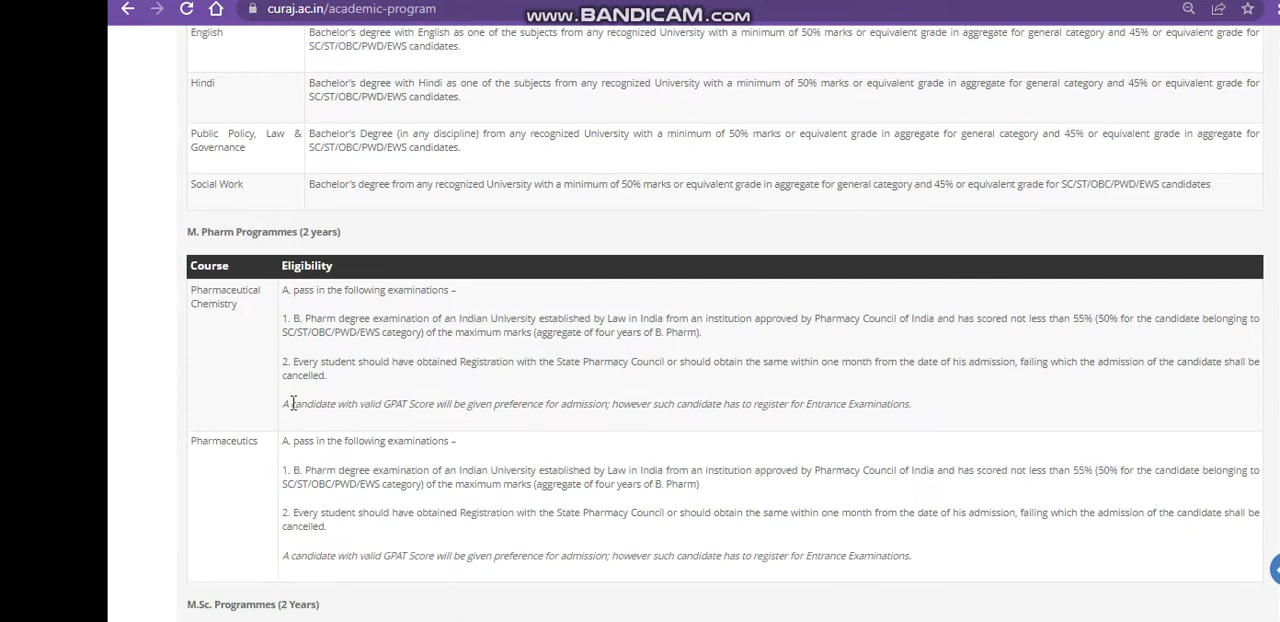 curaj.ac.in/academic-program
www.BANDICAM.com
English
Bachelor's degree with English as one of the subjects from any recognized University with a minimum of 50% marks or equivalent grade in aggregate for general category and 45% or equivalent grade for
SC/ST/OBC/PWD/EWS candidates.
Hindi
Bachelor's degree with Hindi as one of the subjects from any recognized University with a minimum of 50% marks or equivalent grade in aggregate for general category and 45% or equivalent grade for
SC/ST/OBC/PWD/EWS candidates.
Public Policy, Law &
Governance
Bachelor's Degree (in any discipline) from any recognized University with a minimum of 50% marks or equivalent grade in aggregate for general category and 45% or equivalent grade in aggregate for
SC/ST/OBC/PWD/EWS candidates.
Social Work
Bachelor's degree from any recognized University with a minimum of 50% marks or equivalent grade in aggregate for general category and 45% or equivalent grade for SC/ST/OBC/PWD/EWS candidates
M. Pharm Programmes (2 years)
Course
Eligibility
Pharmaceutical
Chemistry
A. pass in the following examinations –
1. B. Pharm degree examination of an Indian University established by Law in India from an institution approved by Pharmacy Council of India and has scored not less than 55% (50% for the candidate belonging to
SC/ST/OBC/PWD/EWS category) of the maximum marks (aggregate of four years of B. Pharm).
2. Every student should have obtained Registration with the State Pharmacy Council or should obtain the same within one month from the date of his admission, failing which the admission of the candidate shall be
cancelled.
A candidate with valid GPAT Score will be given preference for admission; however such candidate has to register for Entrance Examinations.
Pharmaceutics
A. pass in the following examinations –
1. B. Pharm degree examination of an Indian University established by Law in India from an institution approved by Pharmacy Council of India and has scored not less than 55% (50% for the candidate belonging to
SC/ST/OBC/PWD/EWS category) of the maximum marks (aggregate of four years of B. Pharm)
2. Every student should have obtained Registration with the State Pharmacy Council or should obtain the same within one month from the date of his admission, failing which the admission of the candidate shall be
cancelled.
A candidate with valid GPAT Score will be given preference for admission; however such candidate has to register for Entrance Examinations.
M.Sc. Programmes (2 Years)